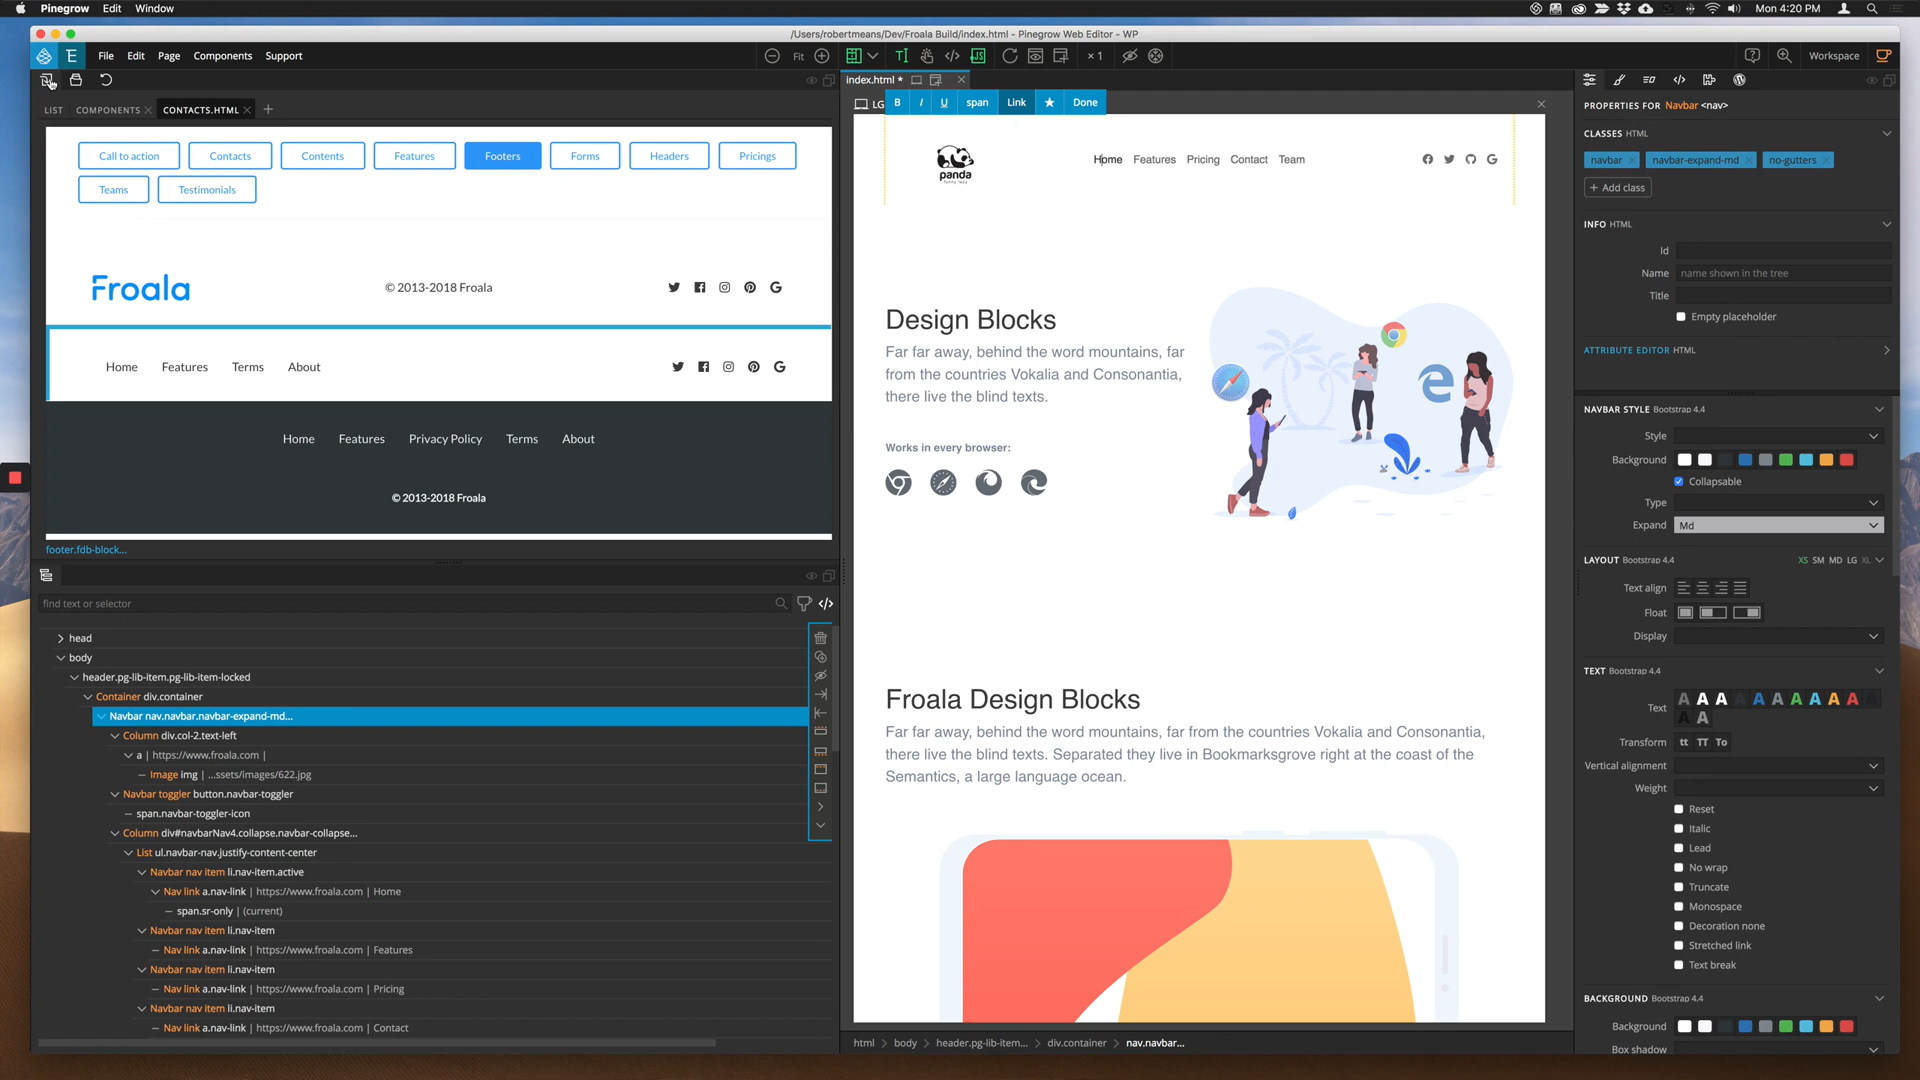 Pinegrow Edit Window
Mon 4:20 PM
/Users/robertmeans/Dev/Froala Build/index.html - Pinegrow Web Editor - WP
E File Edit Page Components Support
Fit
× 1
Workspace
index.html *
LIST COMPONENTS CONTACTS.HTML
LG
B I U span Link Done
Call to action Contacts Contents Features Footers Forms Headers Pricings
Teams Testimonials
Froala © 2013-2018 Froala
Home Features Terms About
Home Features Privacy Policy Terms About
© 2013-2018 Froala
footer.fdb-block...
find text or selector
head
body
header.pg-lib-item.pg-lib-item-locked
Container div.container
Navbar nav.navbar.navbar-expand-md...
Column div.col-2.text-left
a | https://www.froala.com |
Image img | ...ssets/images/622.jpg
Navbar toggler button.navbar-toggler
span.navbar-toggler-icon
Column div#navbarNav4.collapse.navbar-collapse...
List ul.navbar-nav.justify-content-center
Navbar nav item li.nav-item.active
Nav link a.nav-link | https://www.froala.com | Home
span.sr-only | (current)
Navbar nav item li.nav-item
Nav link a.nav-link | https://www.froala.com | Features
Navbar nav item li.nav-item
Nav link a.nav-link | https://www.froala.com | Pricing
Navbar nav item li.nav-item
Nav link a.nav-link | https://www.froala.com | Contact
panda
Home Features Pricing Contact Team
Design Blocks
Far far away, behind the word mountains, far
from the countries Vokalia and Consonantia,
there live the blind texts.
Works in every browser:
Froala Design Blocks
Far far away, behind the word mountains, far from the countries Vokalia and Consonantia,
there live the blind texts. Separated they live in Bookmarksgrove right at the coast of the
Semantics, a large language ocean.
html body header.pg-lib-item... div.container nav.navbar...
PROPERTIES FOR Navbar <nav>
CLASSES HTML
navbar navbar-expand-md no-gutters
+ Add class
INFO HTML
Id
Name name shown in the tree
Title
Empty placeholder
ATTRIBUTE EDITOR HTML
NAVBAR STYLE Bootstrap 4.4
Style
Background
Collapsable
Type
Expand Md
LAYOUT Bootstrap 4.4 XS SM MD LG XL
Text align
Float
Display
TEXT Bootstrap 4.4
Text A A A A A A A A A A
A A
Transform tt TT To
Vertical alignment
Weight
Reset
Italic
Lead
No wrap
Truncate
Monospace
Decoration none
Stretched link
Text break
BACKGROUND Bootstrap 4.4
Background
Box shadow